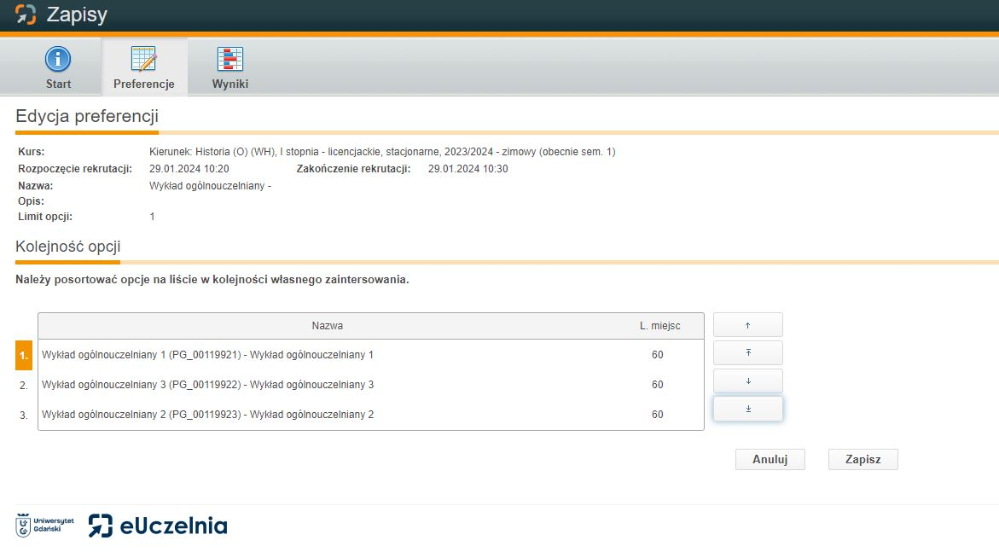 Zapisy
Start
Preferencje
Wyniki
Edycja preferencji
Kurs: Kierunek: Historia (O) (WH), I stopnia - licencjackie, stacjonarne, 2023/2024 - zimowy (obecnie sem. 1)
Rozpoczęcie rekrutacji: 29.01.2024 10:20 Zakończenie rekrutacji: 29.01.2024 10:30
Nazwa: Wykład ogólnouczelniany -
Opis:
Limit opcji: 1
Kolejność opcji
Należy posortować opcje na liście w kolejności własnego zaintersowania.
Nazwa L. miejsc
1. Wykład ogólnouczelniany 1 (PG_00119921) - Wykład ogólnouczelniany 1 60
2. Wykład ogólnouczelniany 3 (PG_00119922) - Wykład ogólnouczelniany 3 60
3. Wykład ogólnouczelniany 2 (PG_00119923) - Wykład ogólnouczelniany 2 60
Anuluj Zapisz
Uniwersytet
Gdański
eUczelnia